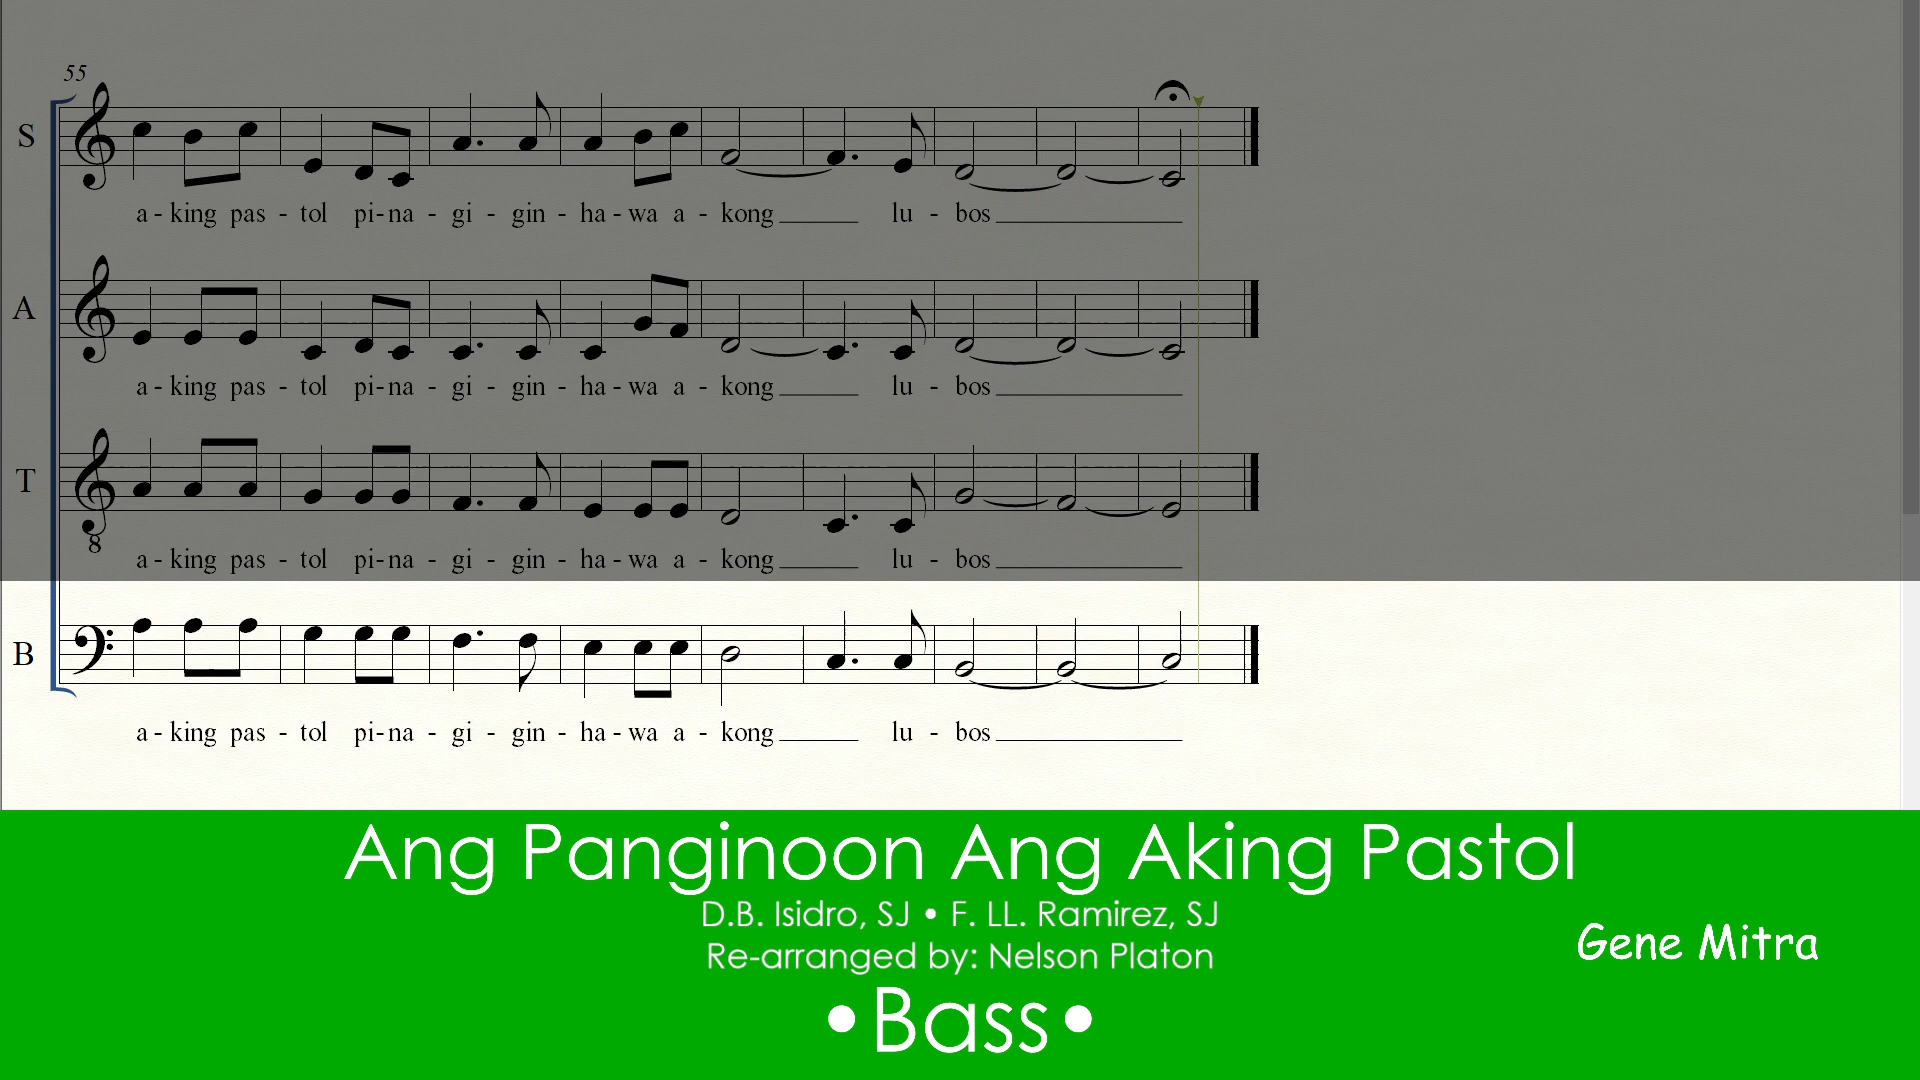 55
S
a - king pas - tol pi - na - gi - gin - ha - wa a - kong lu - bos
A
a - king pas - tol pi - na - gi - gin - ha - wa a - kong lu - bos
T
8
a - king pas - tol pi - na - gi - gin - ha - wa a - kong lu - bos
B
a - king pas - tol pi - na - gi - gin - ha - wa a - kong lu - bos
Ang Panginoon Ang Aking Pastol
D.B. Isidro, SJ • F. LL. Ramirez, SJ
Re-arranged by: Nelson Platon
Gene Mitra
•Bass•